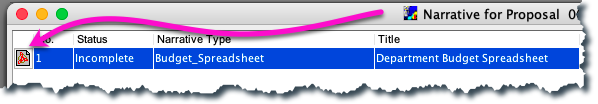 Narrative for Proposal
Status Narrative Type Title
1 Incomplete Budget_Spreadsheet Department Budget Spreadsheet